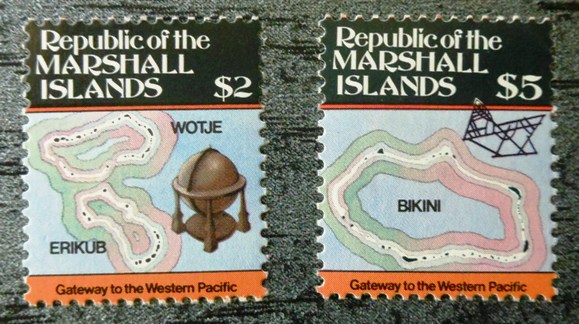 Republic of the
MARSHALL
ISLANDS $2
WOTJE
ERIKUB
Gateway to the Western Pacific
Republic of the
MARSHALL
ISLANDS $5
BIKINI
Gateway to the Western Pacific